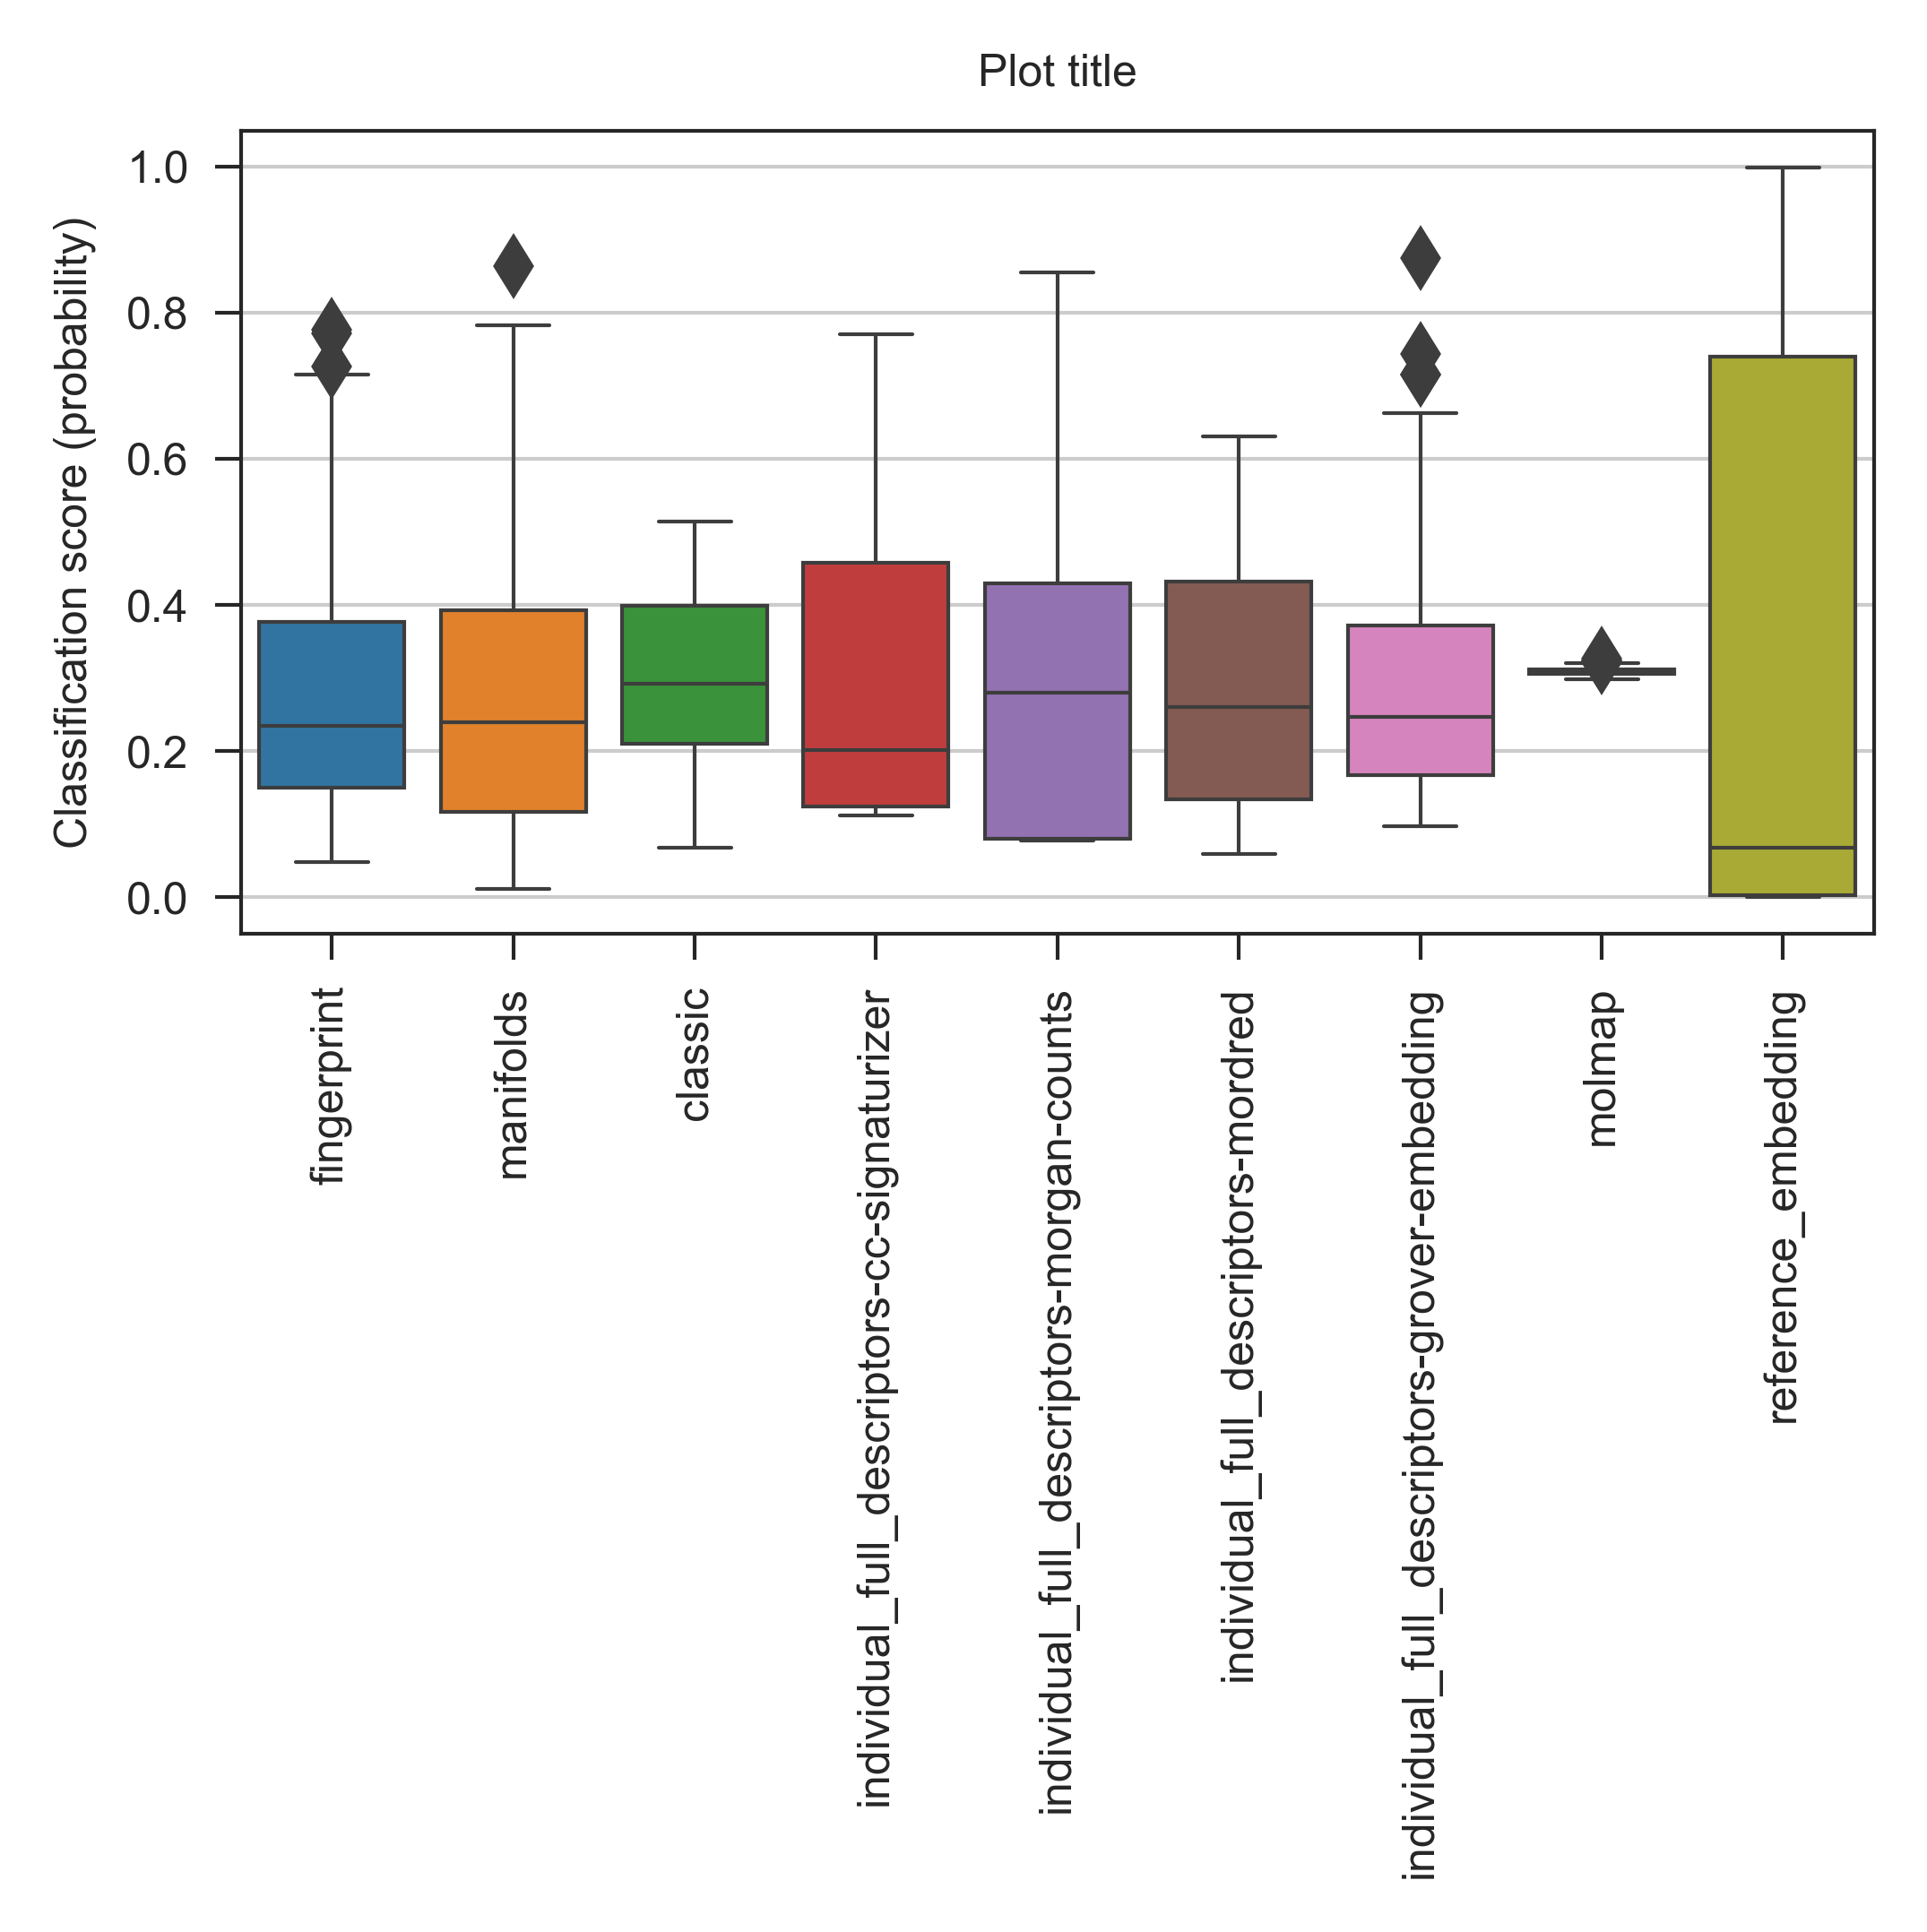 Plot title
Classification score (probability)
1.0
0.8
0.6
0.4
0.2
0.0
fingerprint
manifolds
classic
individual_full_descriptors-cc-signaturizer
individual_full_descriptors-morgan-counts
individual_full_descriptors-mordred
individual_full_descriptors-grover-embedding
molmap
reference_embedding